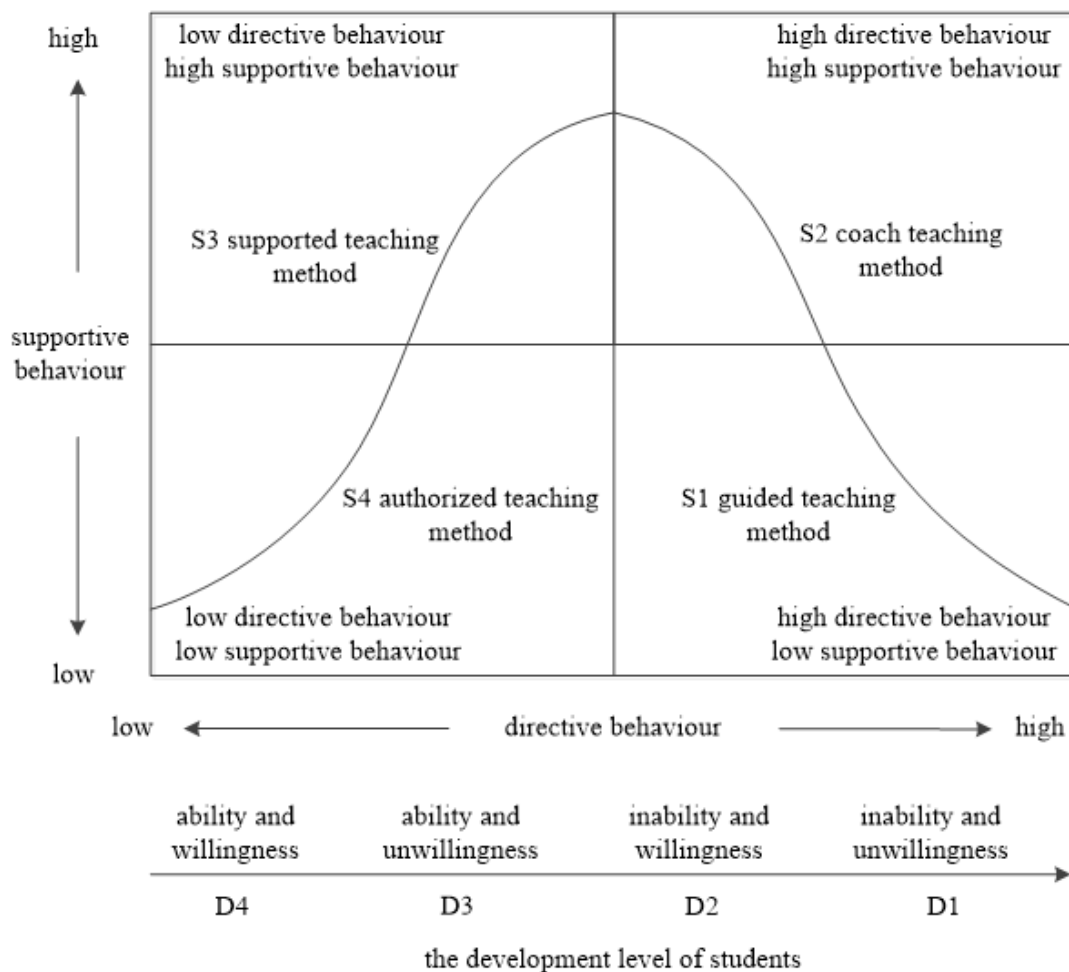 high
low directive behaviour
high supportive behaviour
high directive behaviour
high supportive behaviour
S3 supported teaching
method
S2 coach teaching
method
supportive
behaviour
S4 authorized teaching
method
S1 guided teaching
method
low directive behaviour
low supportive behaviour
high directive behaviour
low supportive behaviour
low
low
directive behaviour
high
ability and
willingness
ability and
unwillingness
inability and
willingness
inability and
unwillingness
D4
D3
D2
D1
the development level of students